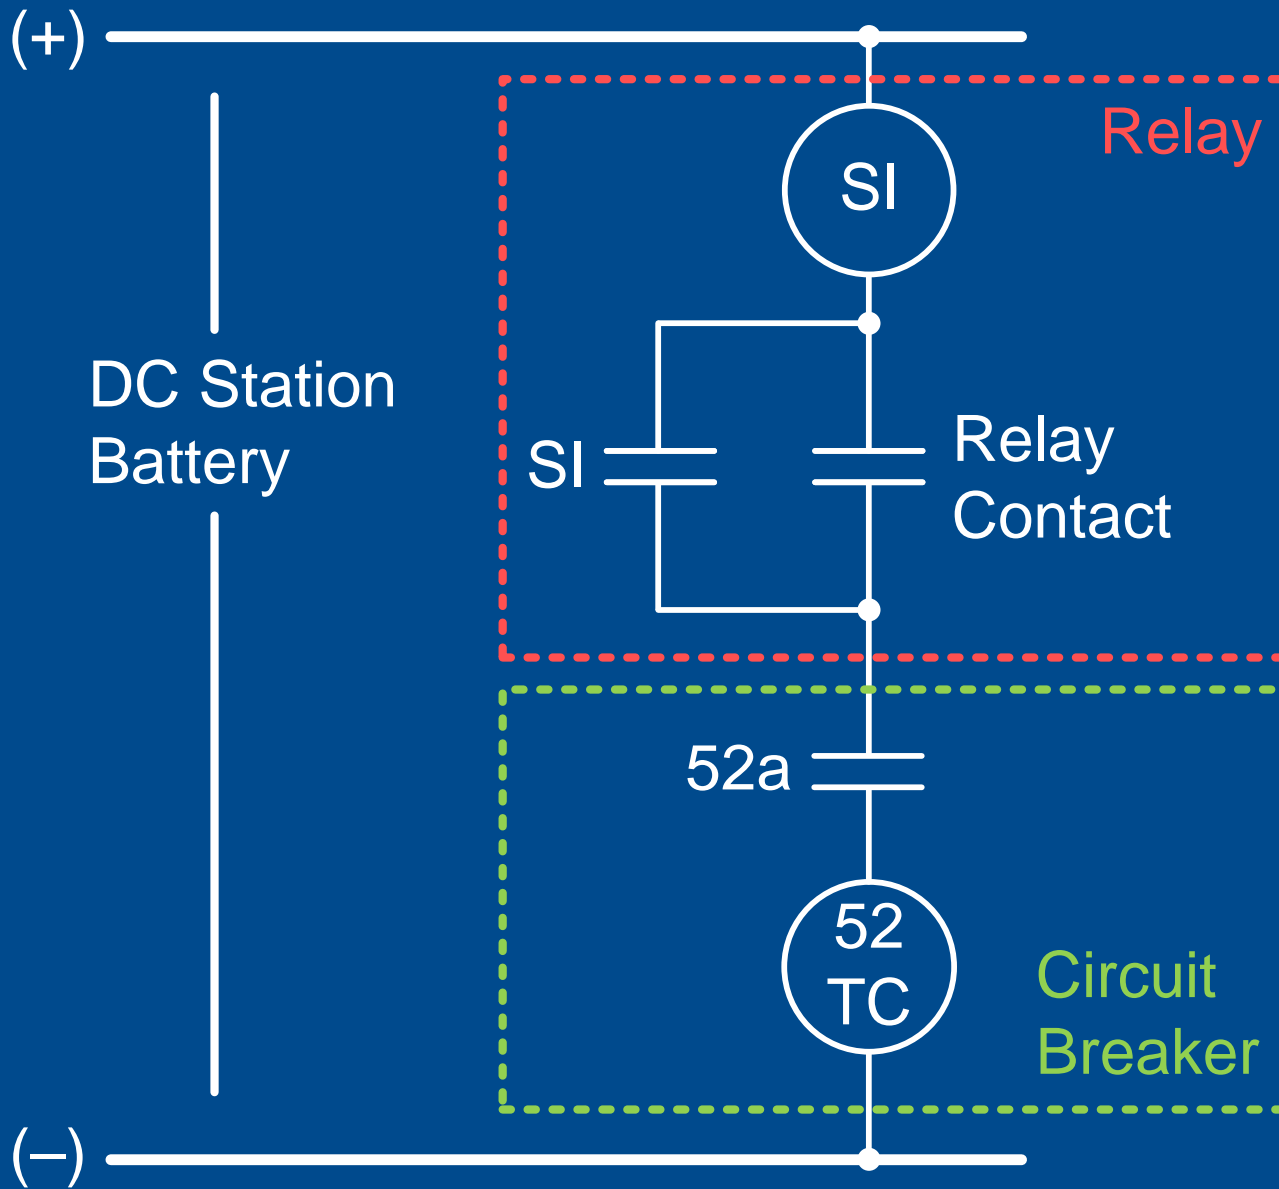 (+)
Relay
SI
DC Station
Battery
SI
Relay
Contact
52a
52
TC
Circuit
Breaker
(–)